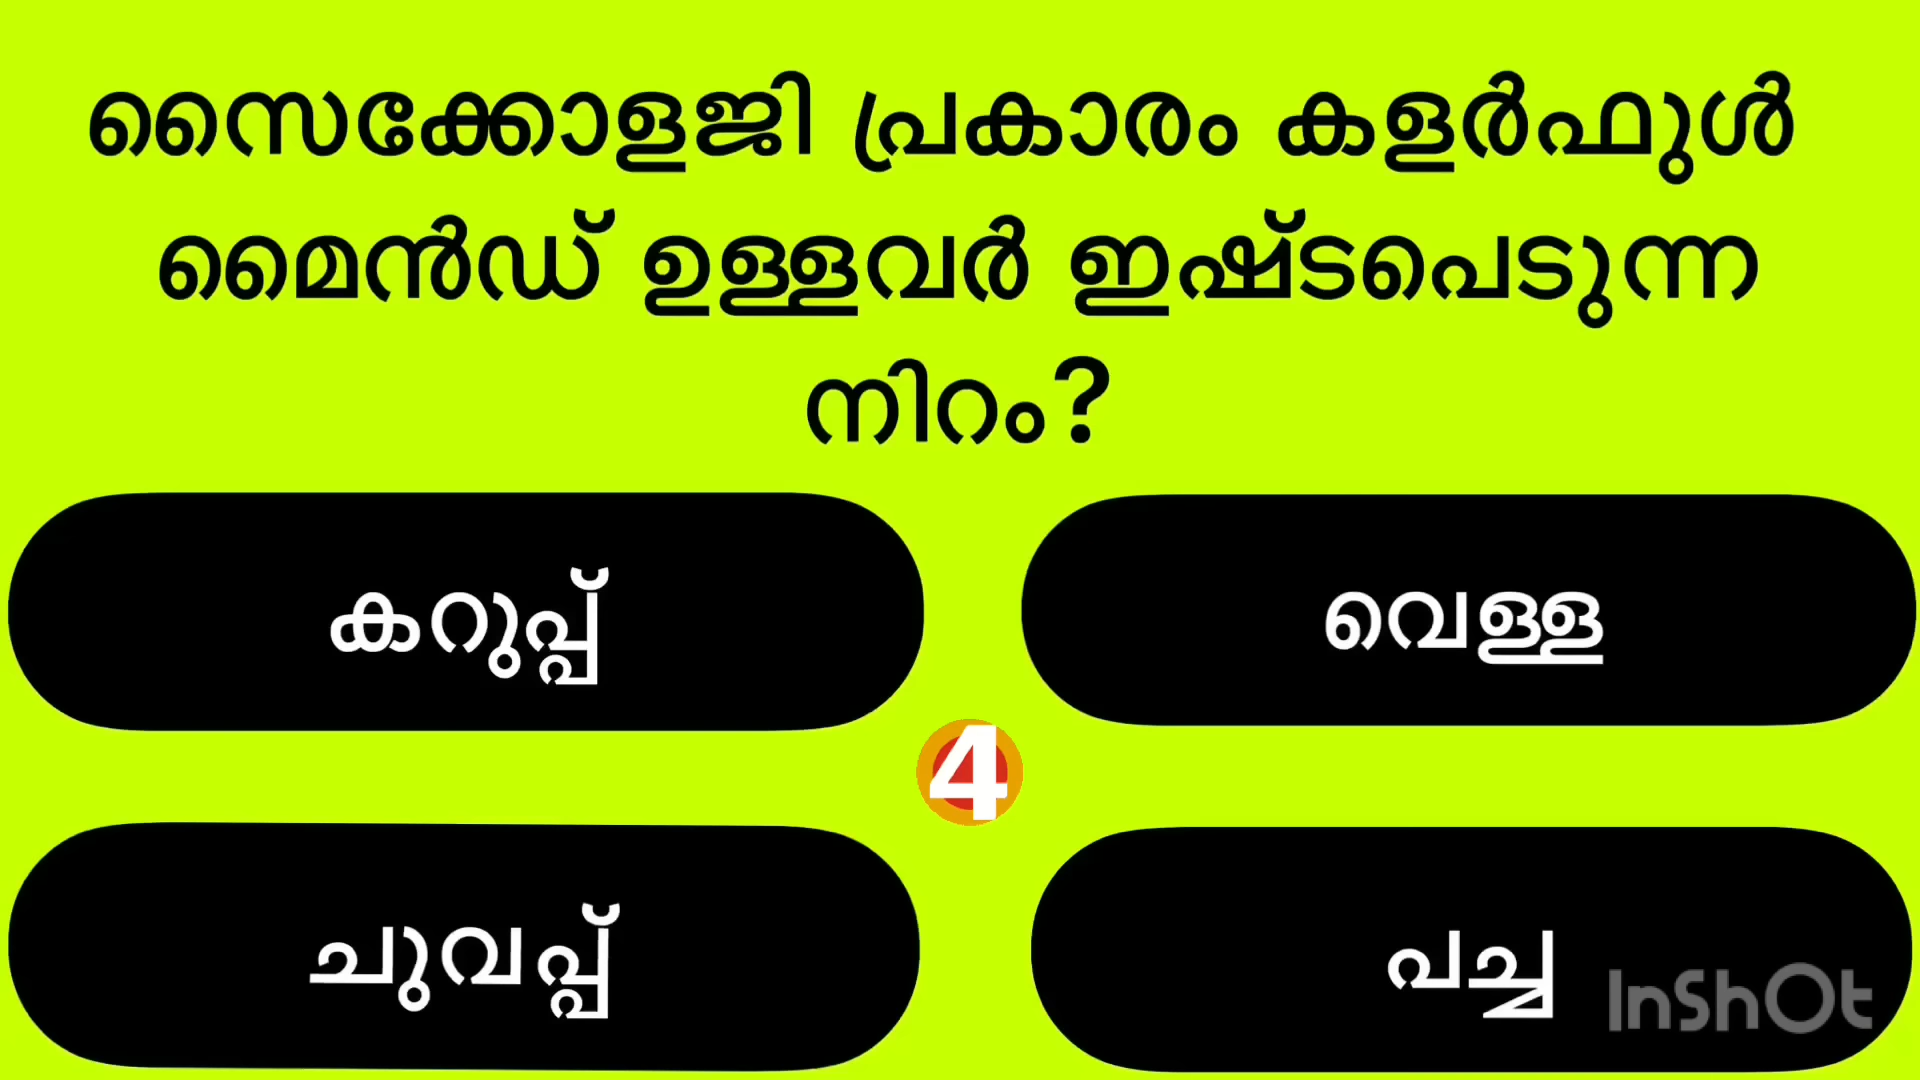 സൈക്കോളജി പ്രകാരം കളർഫുൾ
മൈൻഡ് ഉള്ളവർ ഇഷ്ടപെടുന്ന
നിറം?
കറുപ്പ്
വെള്ള
4
ചുവപ്പ്
പച്ച
InShOt